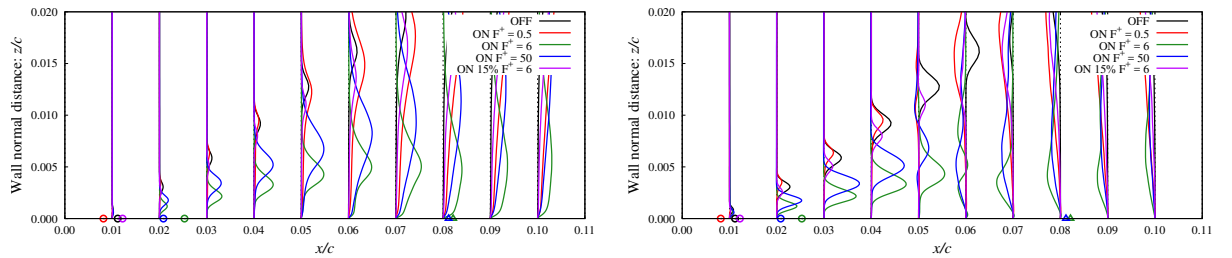 0.020
0.015
0.010
0.005
0.000
Wall normal distance: z/c
OFF
ON F+ = 0.5
ON F+ = 6
ON F+ = 50
ON 15% F+ = 6
0.00 0.01 0.02 0.03 0.04 0.05 0.06 0.07 0.08 0.09 0.10 0.11
x/c
0.020
0.015
0.010
0.005
0.000
Wall normal distance: z/c
OFF
ON F+ = 0.5
ON F+ = 6
ON F+ = 50
ON 15% F+ = 6
0.00 0.01 0.02 0.03 0.04 0.05 0.06 0.07 0.08 0.09 0.10 0.11
x/c